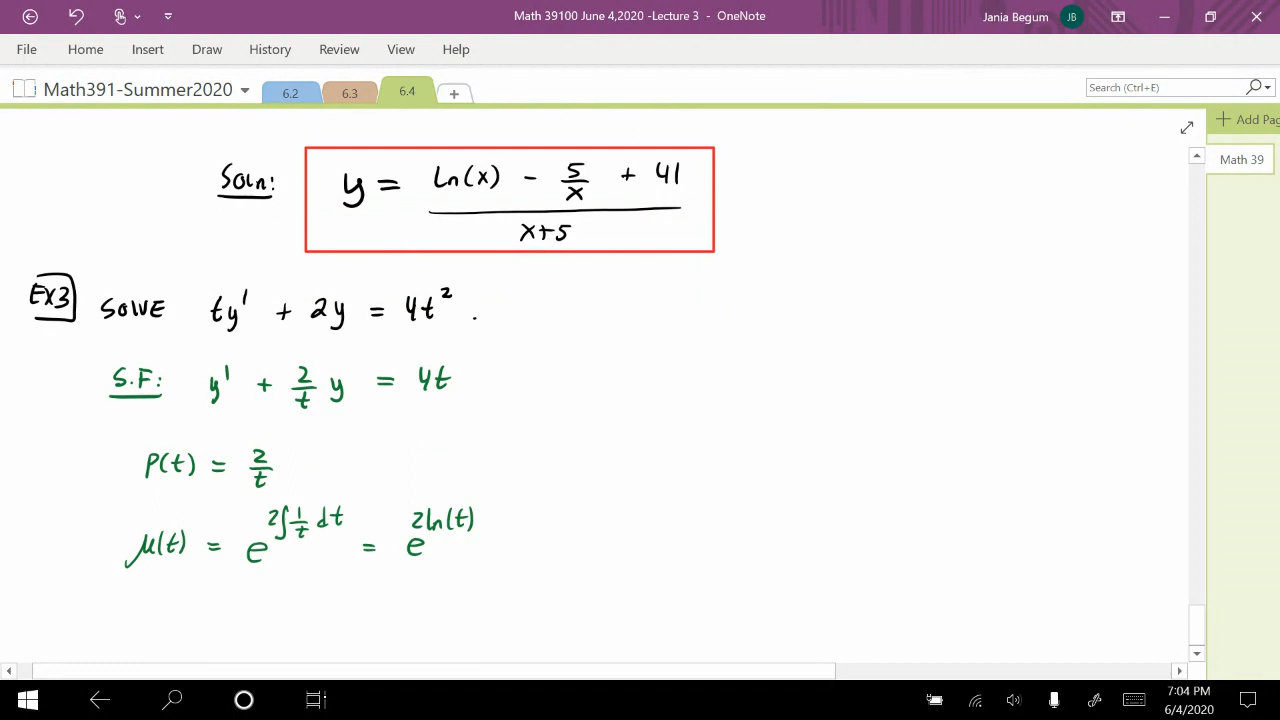 Math 39100 June 4,2020 -Lecture 3 - OneNote
Jania Begum JB
File Home Insert Draw History Review View Help
Math391-Summer2020 6.2 6.3 6.4
Search (Ctrl+E)
Add Pag
Math 39
Soln: y = (ln(x) - 5/x + 41)/(x+5)
EX3 SOLVE ty' + 2y = 4t².
S.F: y' + 2/t y = 4t
P(t) = 2/t
μ(t) = e^(2∫1/t dt) = e^(2ln(t))
7:04 PM
6/4/2020